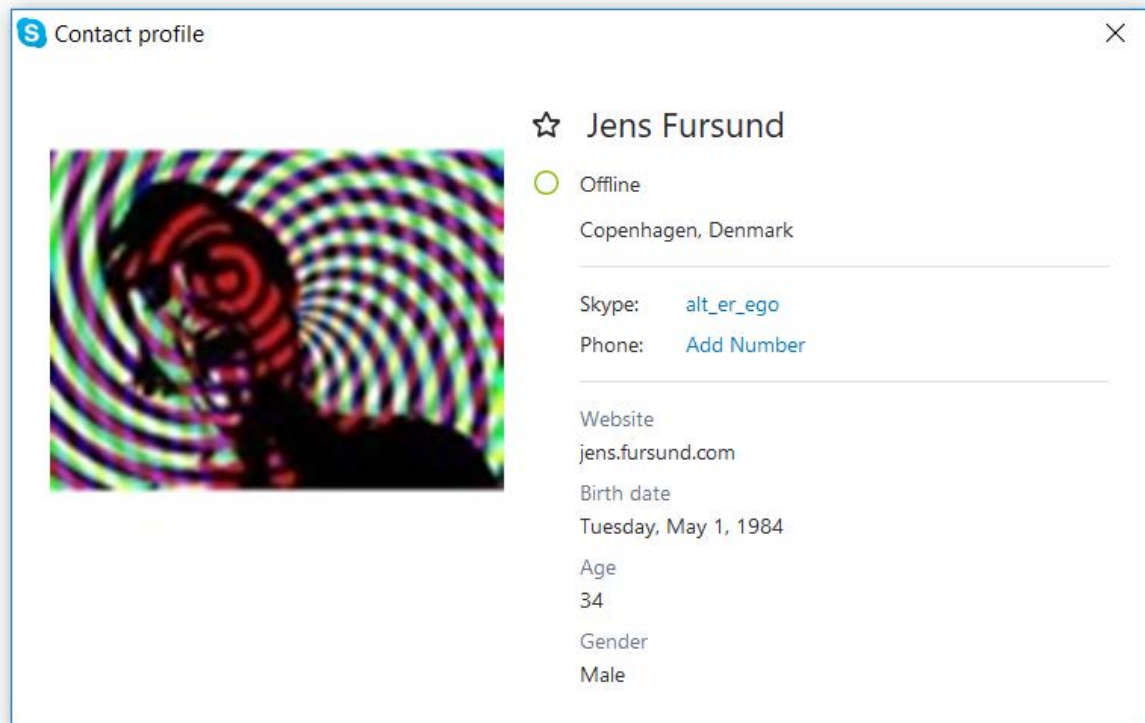 Contact profile
Jens Fursund
Offline
Copenhagen, Denmark
Skype: alt_er_ego
Phone: Add Number
Website
jens.fursund.com
Birth date
Tuesday, May 1, 1984
Age
34
Gender
Male